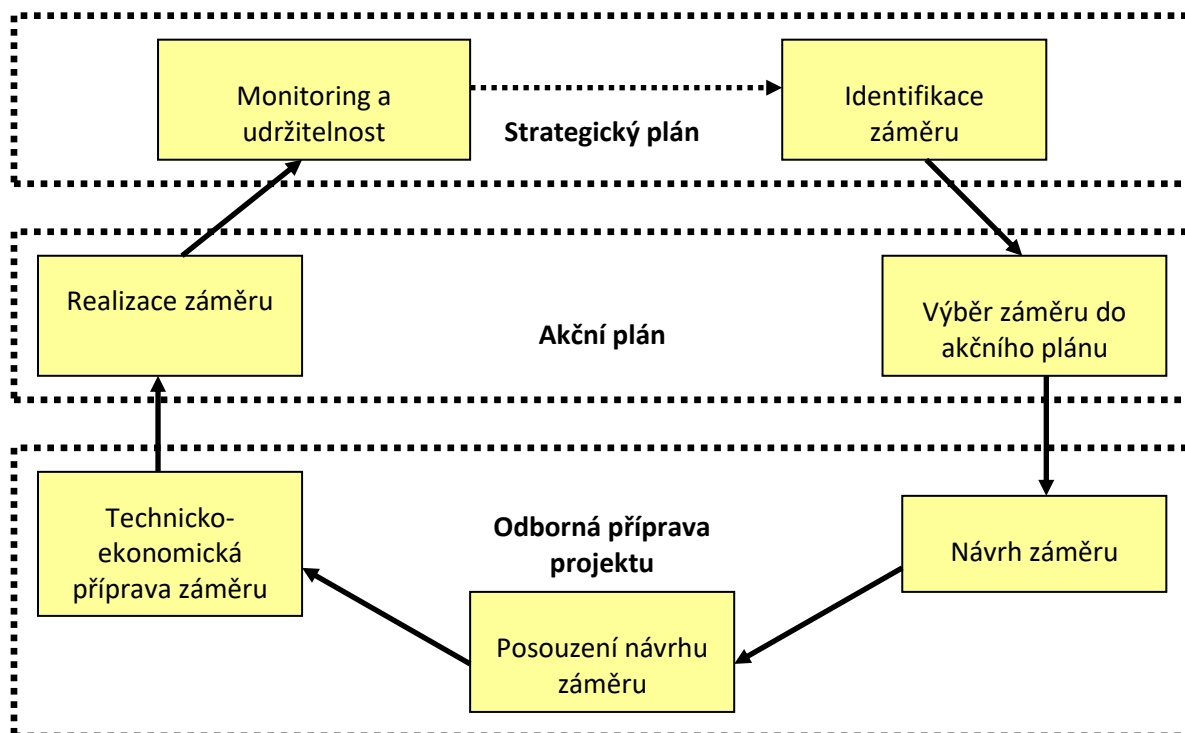 Monitoring a
udržitelnost
Strategický plán
Identifikace
záměru
Realizace záměru
Akční plán
Výběr záměru do
akčního plánu
Technicko-
ekonomická
příprava záměru
Odborná příprava
projektu
Návrh záměru
Posouzení návrhu
záměru